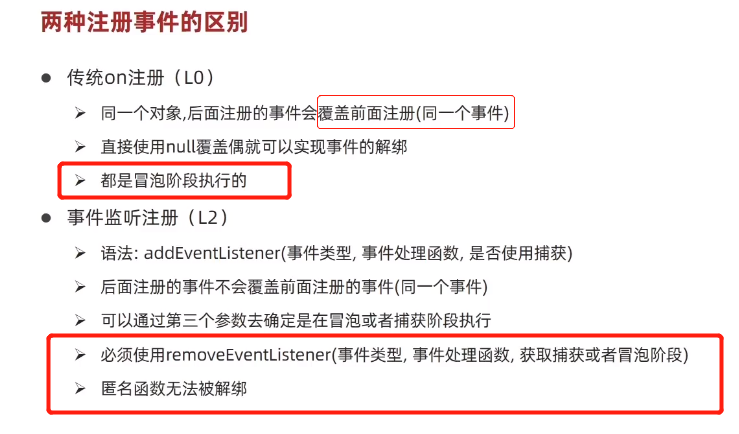 两种注册事件的区别
传统on注册（L0）
同一个对象,后面注册的事件会覆盖前面注册(同一个事件)
直接使用null覆盖偶就可以实现事件的解绑
都是冒泡阶段执行的
事件监听注册（L2）
语法: addEventListener(事件类型, 事件处理函数, 是否使用捕获)
后面注册的事件不会覆盖前面注册的事件(同一个事件)
可以通过第三个参数去确定是在冒泡或者捕获阶段执行
必须使用removeEventListener(事件类型, 事件处理函数, 获取捕获或者冒泡阶段)
匿名函数无法被解绑